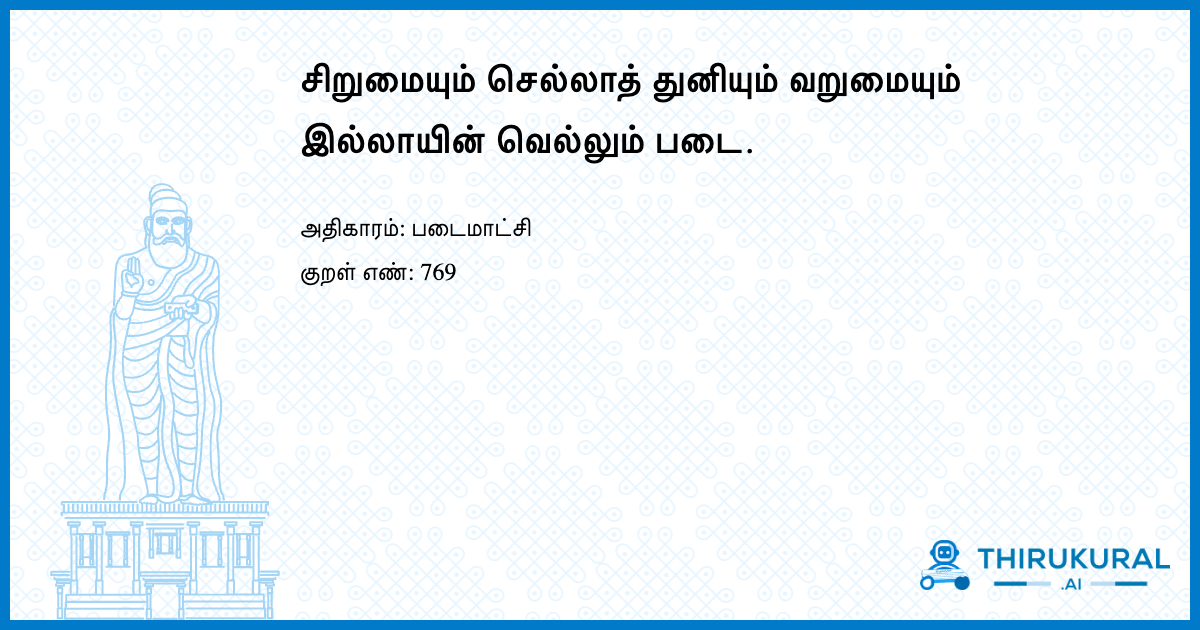 சிறுமையும் செல்லாத் துனியும் வறுமையும்
இல்லாயின் வெல்லும் படை.
அதிகாரம்: படைமாட்சி
குறள் எண்: 769
THIRUKURAL
.AI